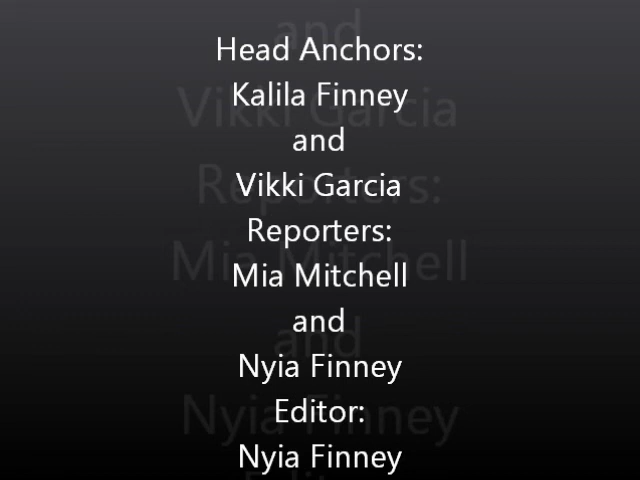 Head Anchors:
Kalila Finney
and
Vikki Garcia
Reporters:
Mia Mitchell
and
Nyia Finney
Editor:
Nyia Finney